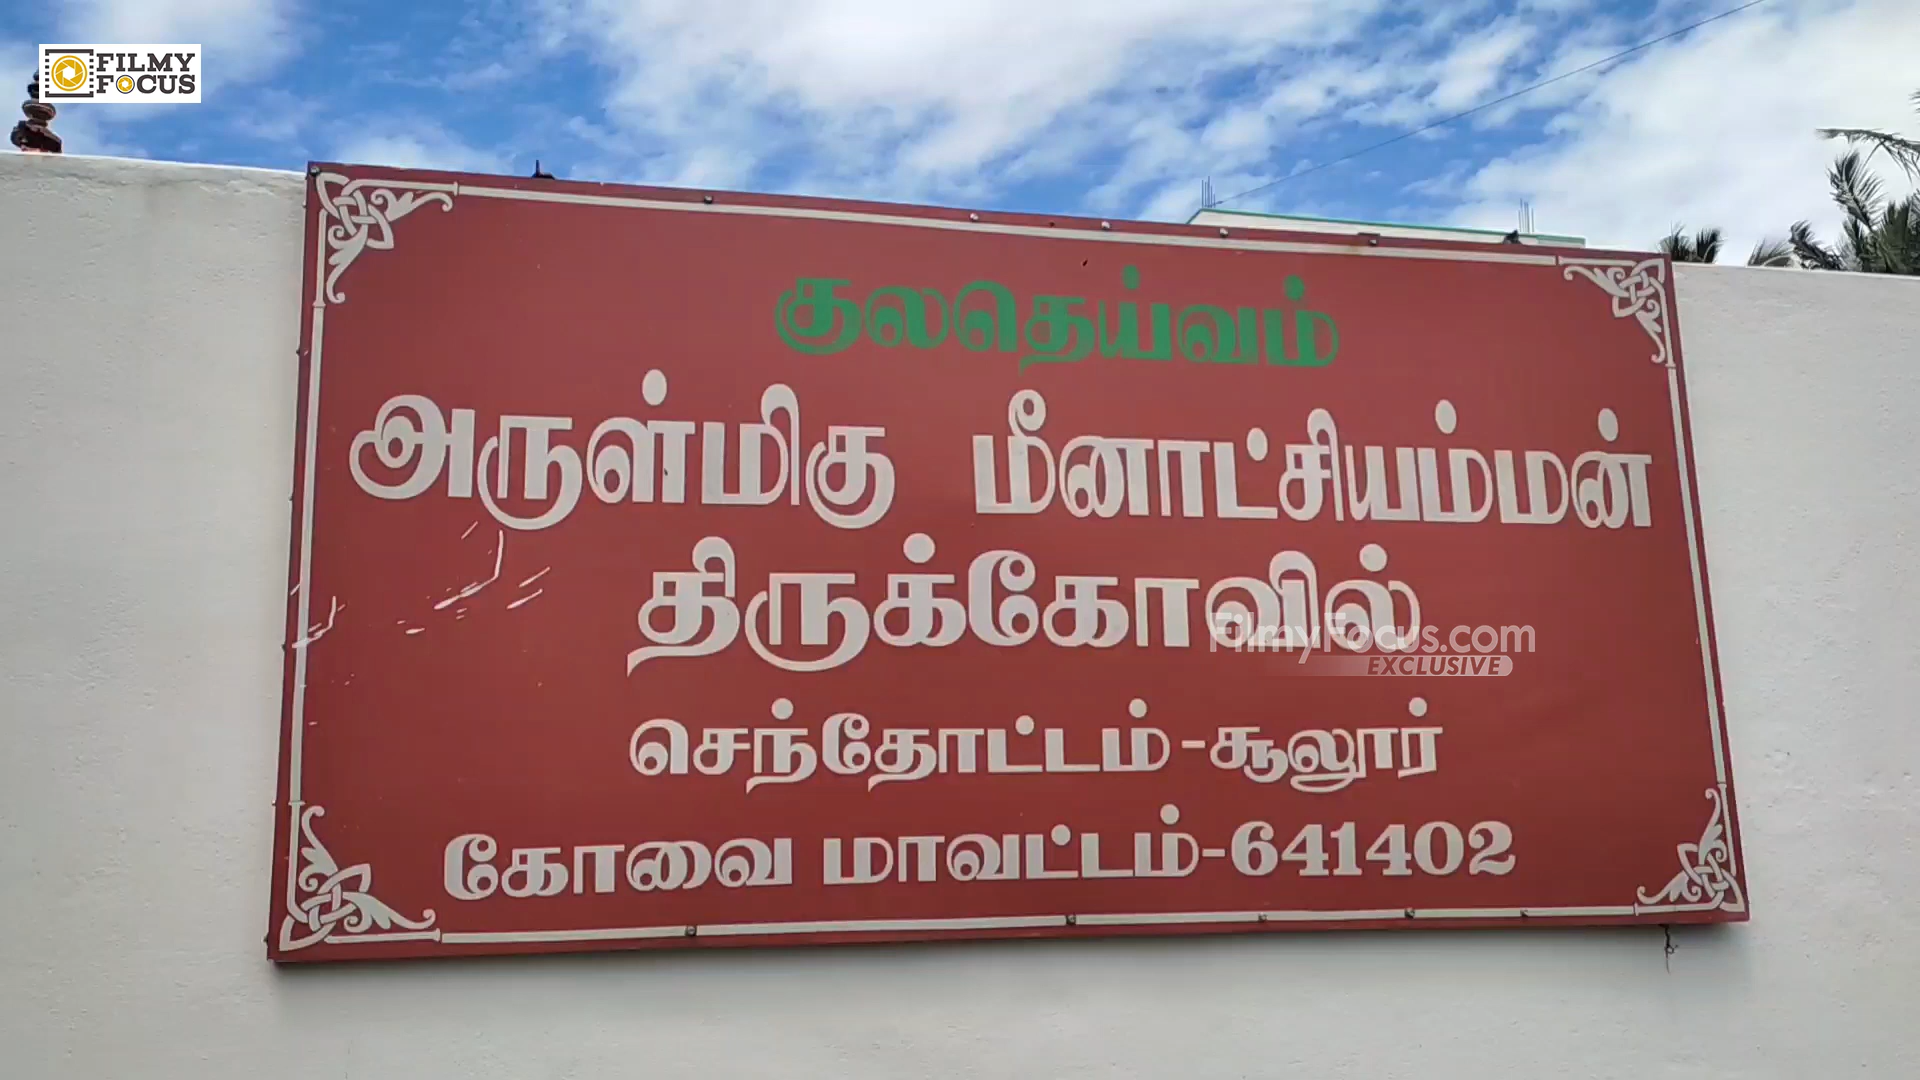 FILMY
FOCUS
குலதெய்வம்
அருள்மிகு மீனாட்சியம்மன்
திருக்கோவில்
FilmyFocus.com
EXCLUSIVE
செந்தோட்டம்-சூலூர்
கோவை மாவட்டம்-641402